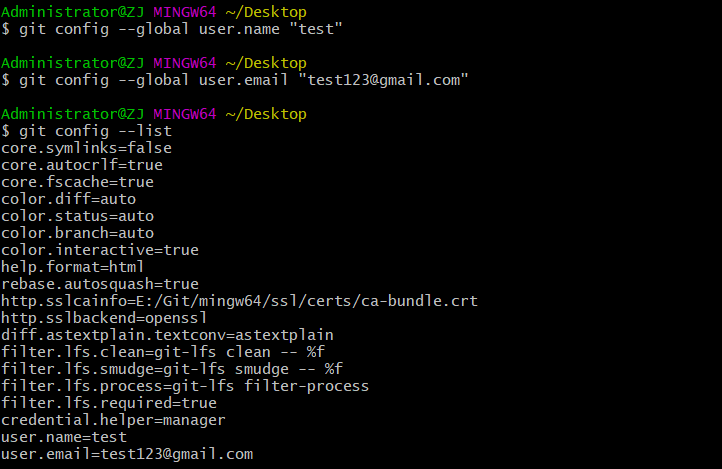 Administrator@ZJ MINGW64 ~/Desktop
$ git config --global user.name "test"
Administrator@ZJ MINGW64 ~/Desktop
$ git config --global user.email "test123@gmail.com"
Administrator@ZJ MINGW64 ~/Desktop
$ git config --list
core.symlinks=false
core.autocrlf=true
core.fscache=true
color.diff=auto
color.status=auto
color.branch=auto
color.interactive=true
help.format=html
rebase.autosquash=true
http.sslcainfo=E:/Git/mingw64/ssl/certs/ca-bundle.crt
http.sslbackend=openssl
diff.astextplain.textconv=astextplain
filter.lfs.clean=git-lfs clean -- %f
filter.lfs.smudge=git-lfs smudge -- %f
filter.lfs.process=git-lfs filter-process
filter.lfs.required=true
credential.helper=manager
user.name=test
user.email=test123@gmail.com